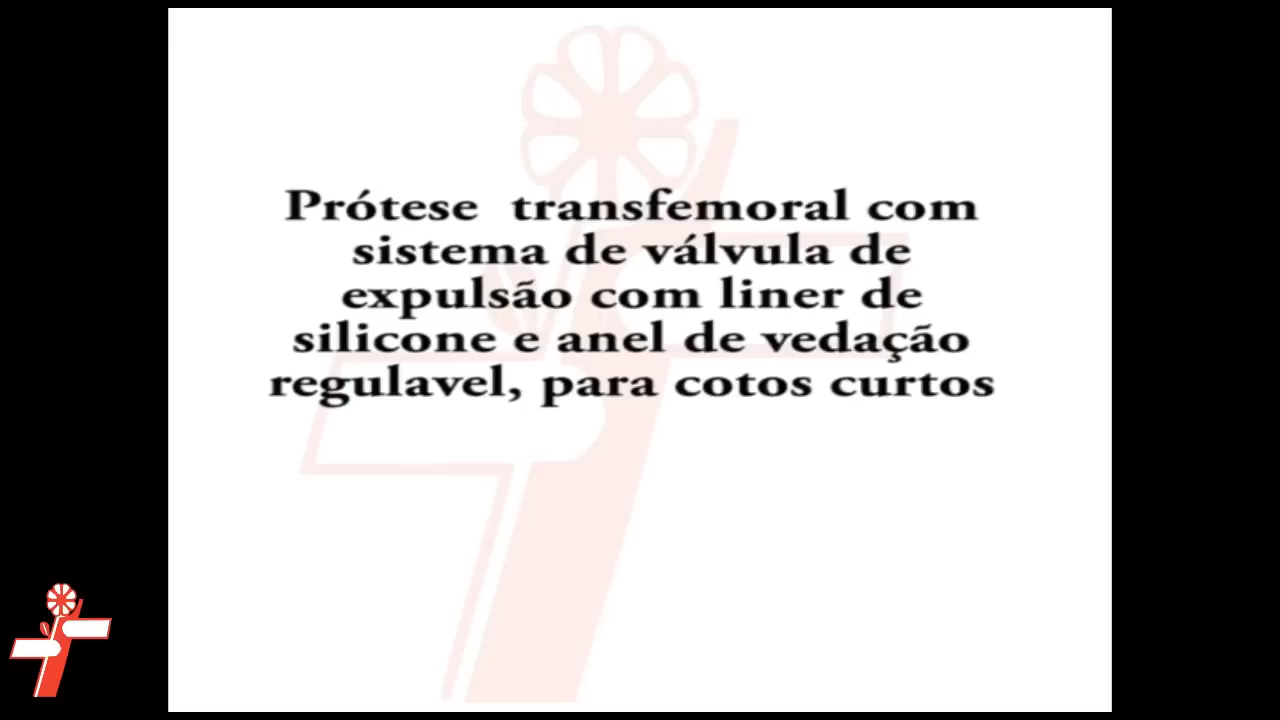 Prótese transfemoral com
sistema de válvula de
expulsão com liner de
silicone e anel de vedação
regulavel, para cotos curtos